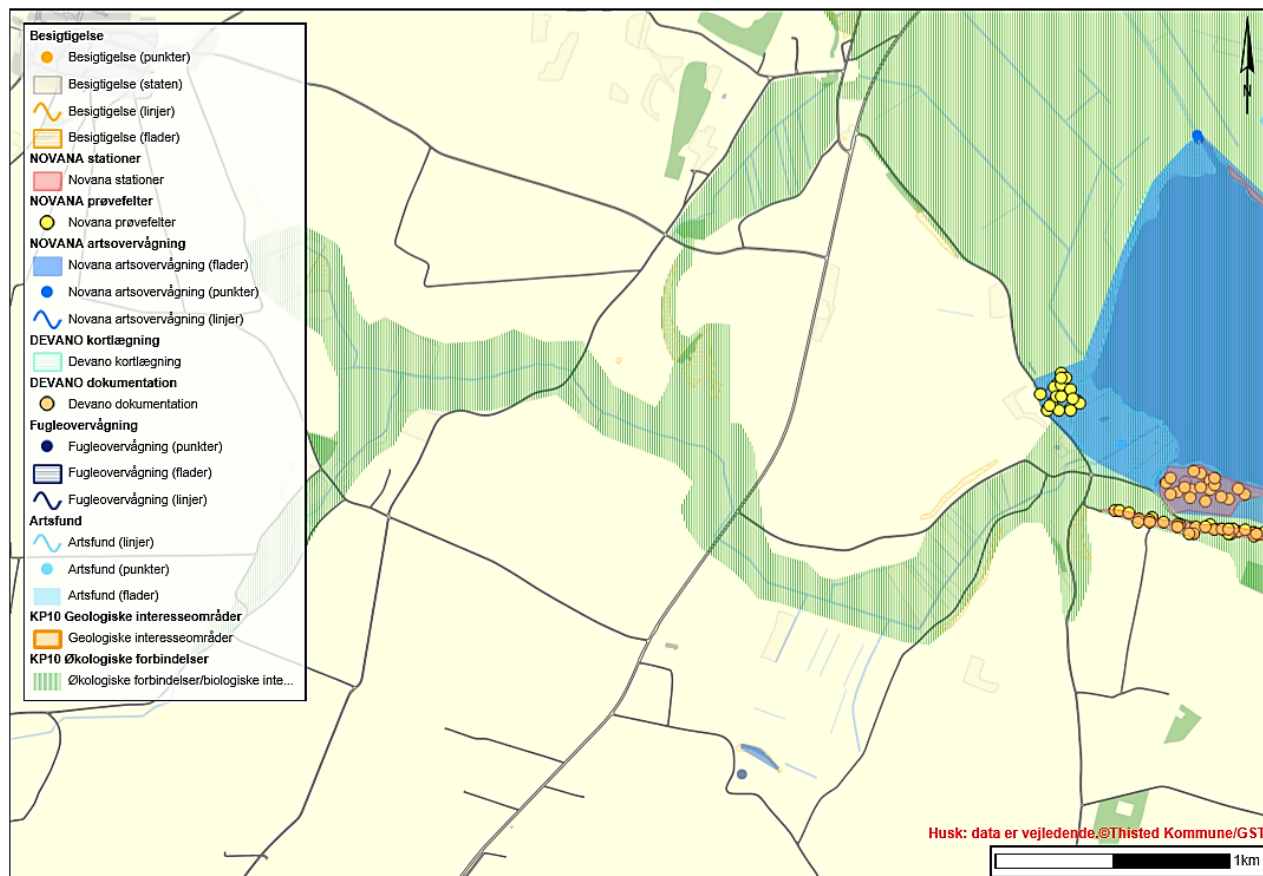 Besigtigelse
Besigtigelse (punkter)
Besigtigelse (staten)
Besigtigelse (linjer)
Besigtigelse (flader)
NOVANA stationer
Novana stationer
NOVANA prøvefelter
Novana prøvefelter
NOVANA artsovervågning
Novana artsovervågning (flader)
Novana artsovervågning (punkter)
Novana artsovervågning (linjer)
DEVANO kortlægning
Devano kortlægning
DEVANO dokumentation
Devano dokumentation
Fugleovervågning
Fugleovervågning (punkter)
Fugleovervågning (flader)
Fugleovervågning (linjer)
Artsfund
Artsfund (linjer)
Artsfund (punkter)
Artsfund (flader)
KP10 Geologiske interesseområder
Geologiske interesseområder
KP10 Økologiske forbindelser
Økologiske forbindelser/biologiske inte...
N
Husk: data er vejledende.©Thisted Kommune/GST
1km